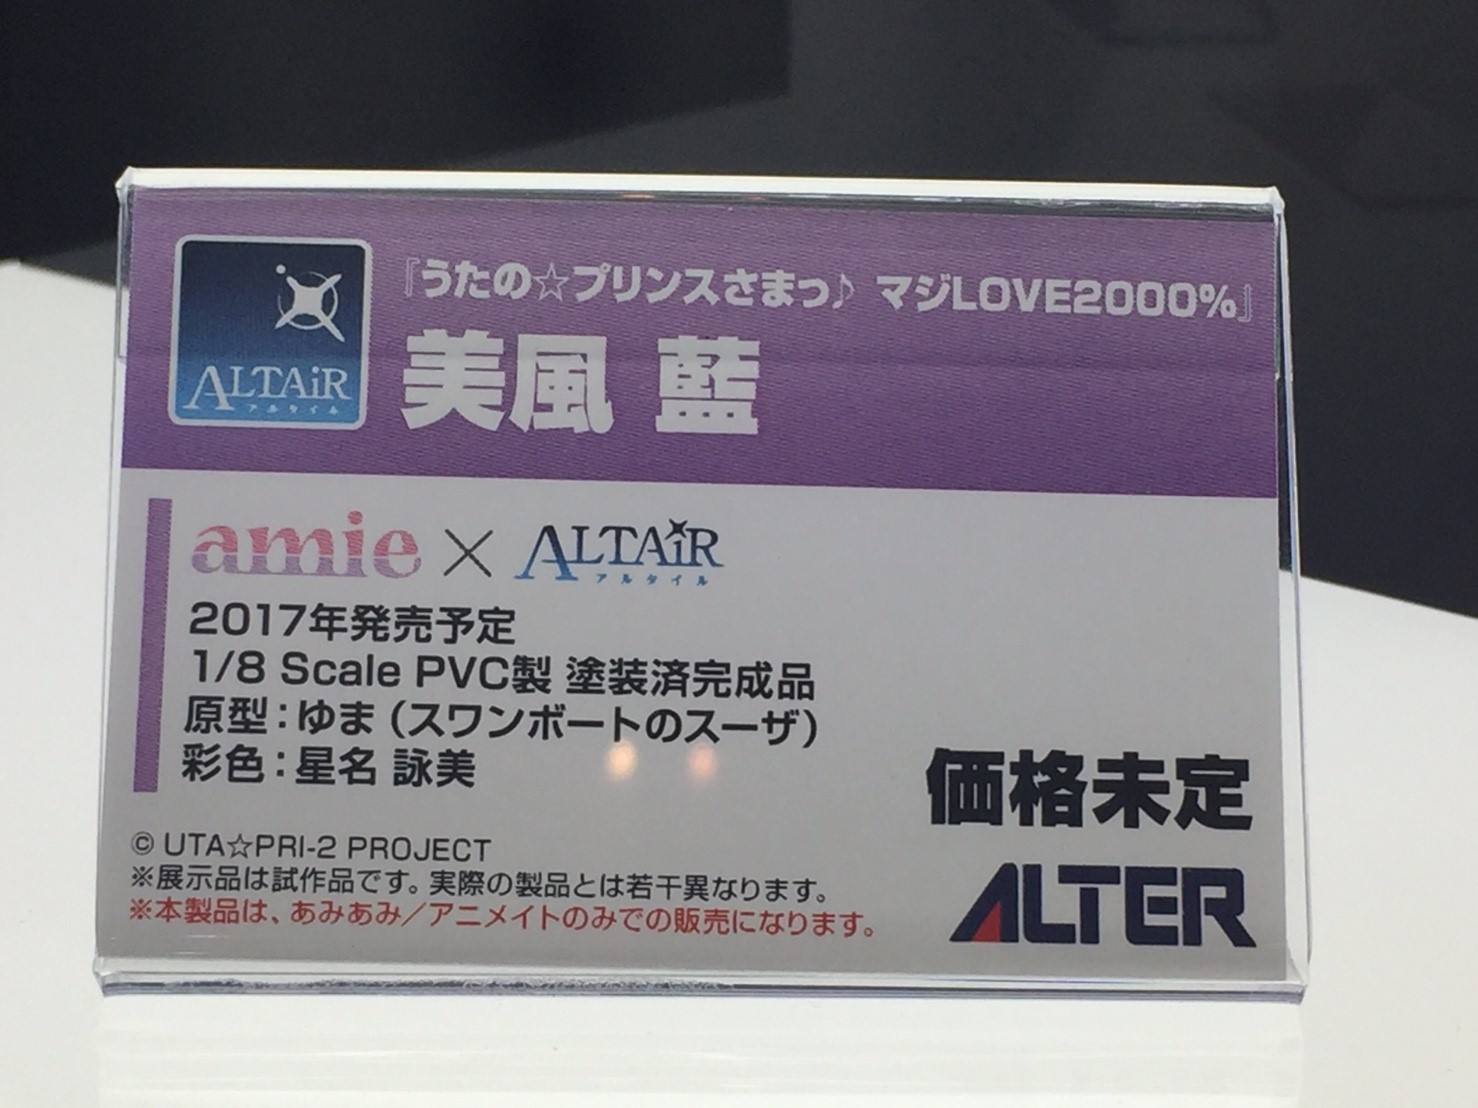 『うたの☆プリンスさまっ♪ マジLOVE2000%』
美風 藍
ALTAiR
アルタイル
amie×ALTAiR
アルタイル
2017年発売予定
1/8 Scale PVC製 塗装済完成品
原型：ゆま（スワンボートのスーザ）
彩色：星名 詠美
価格未定
© UTA☆PRI-2 PROJECT
※展示品は試作品です。実際の製品とは若干異なります。
※本製品は、あみあみ／アニメイトのみでの販売になります。
ALTER